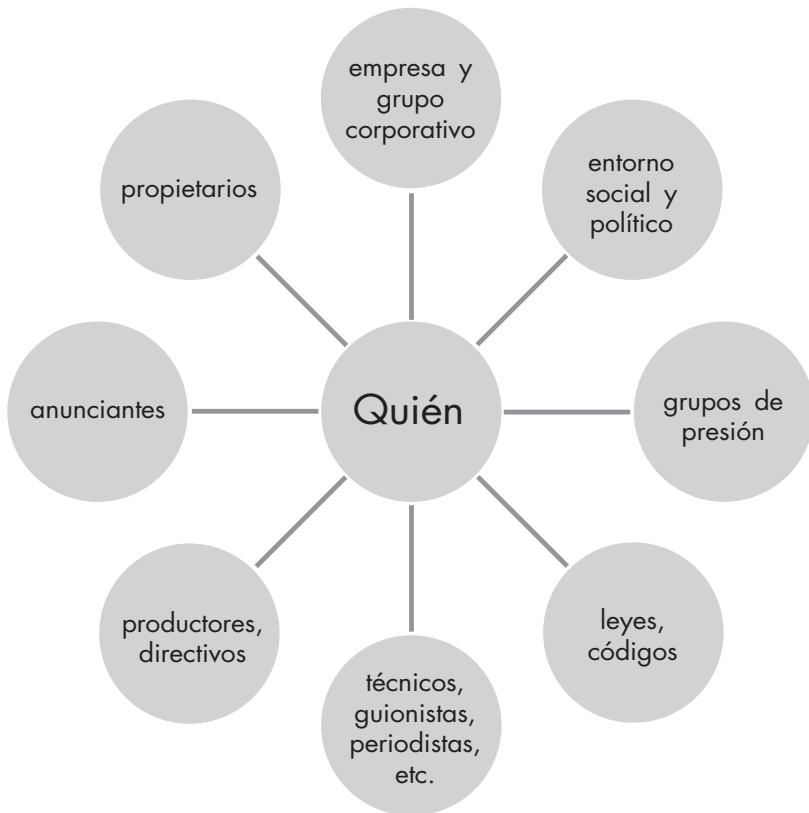 empresa y
grupo
corporativo
entorno
social y
político
grupos de
presión
leyes,
códigos
técnicos,
guionistas,
periodistas,
etc.
productores,
directivos
anunciantes
propietarios
Quién